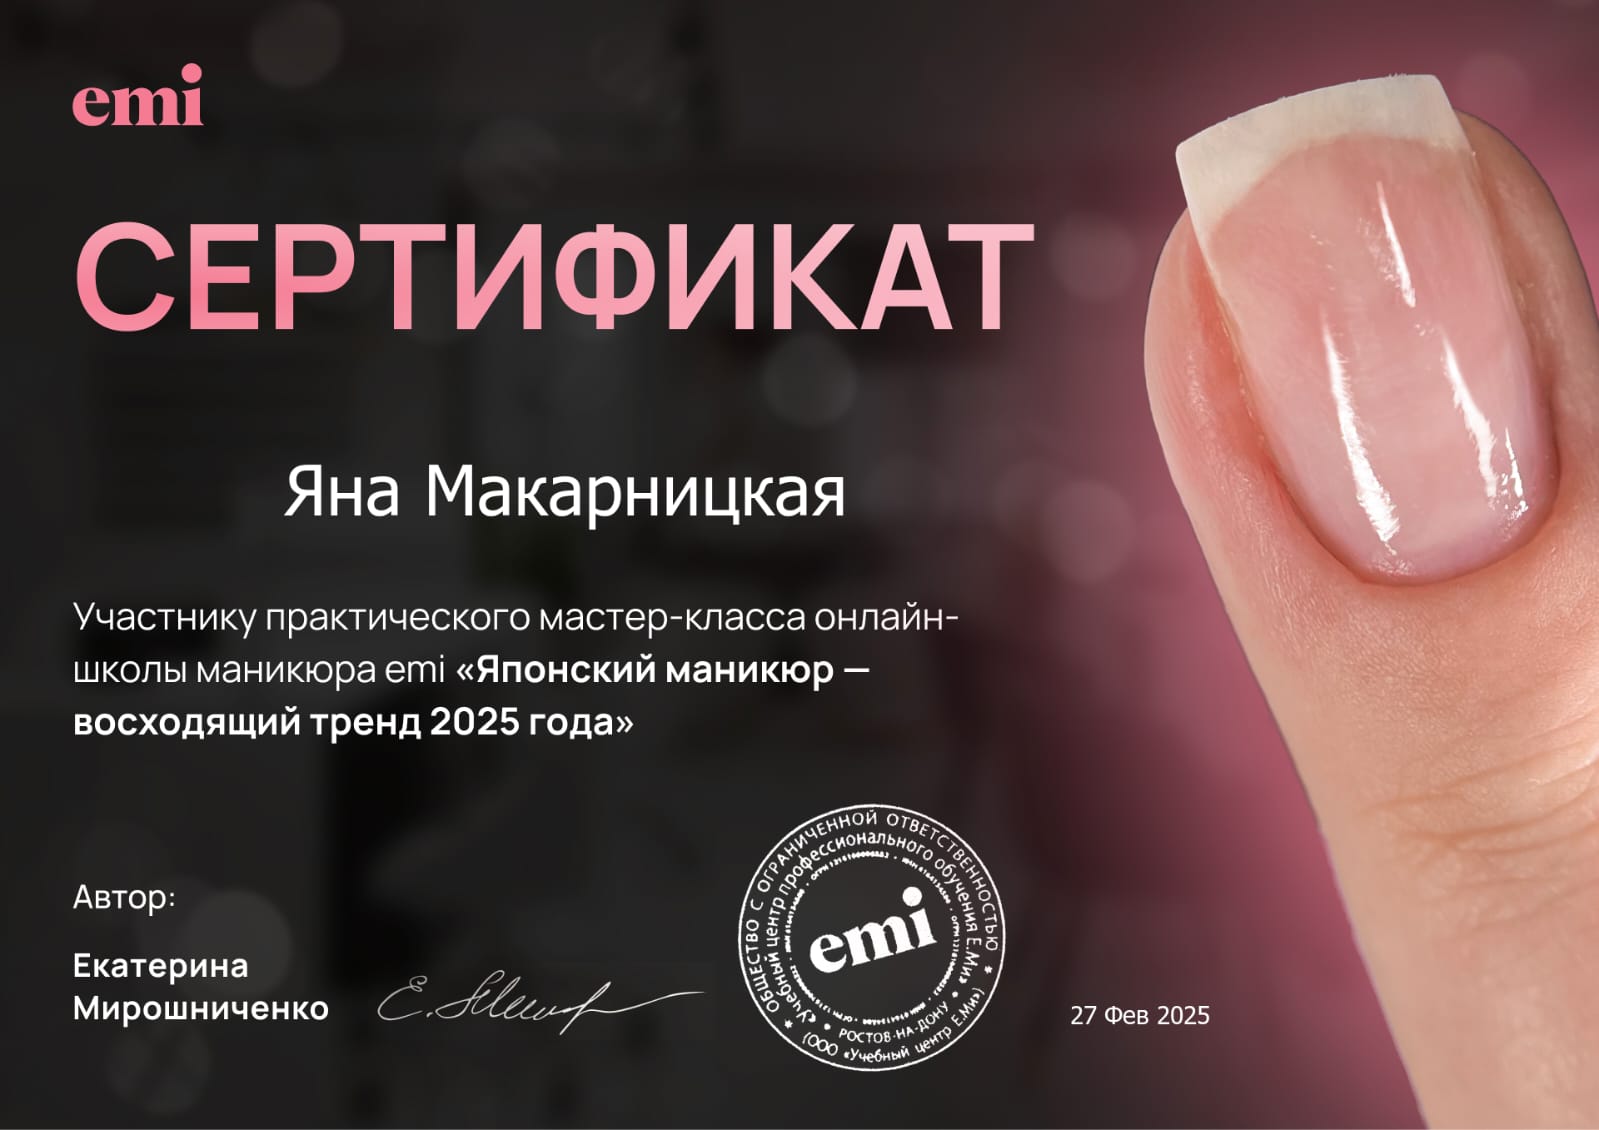 emi
СЕРТИФИКАТ
Яна Макарницкая
Участнику практического мастер-класса онлайн-
школы маникюра emi «Японский маникюр —
восходящий тренд 2025 года»
Автор:
Екатерина
Мирошниченко
ОБЩЕСТВО С ОГРАНИЧЕННОЙ ОТВЕТСТВЕННОСТЬЮ
«Учебный центр профессионального обучения Е.Ми»
emi
РОСТОВ-НА-ДОНУ
(ООО «Учебный центр Е.Ми»)
27 Фев 2025